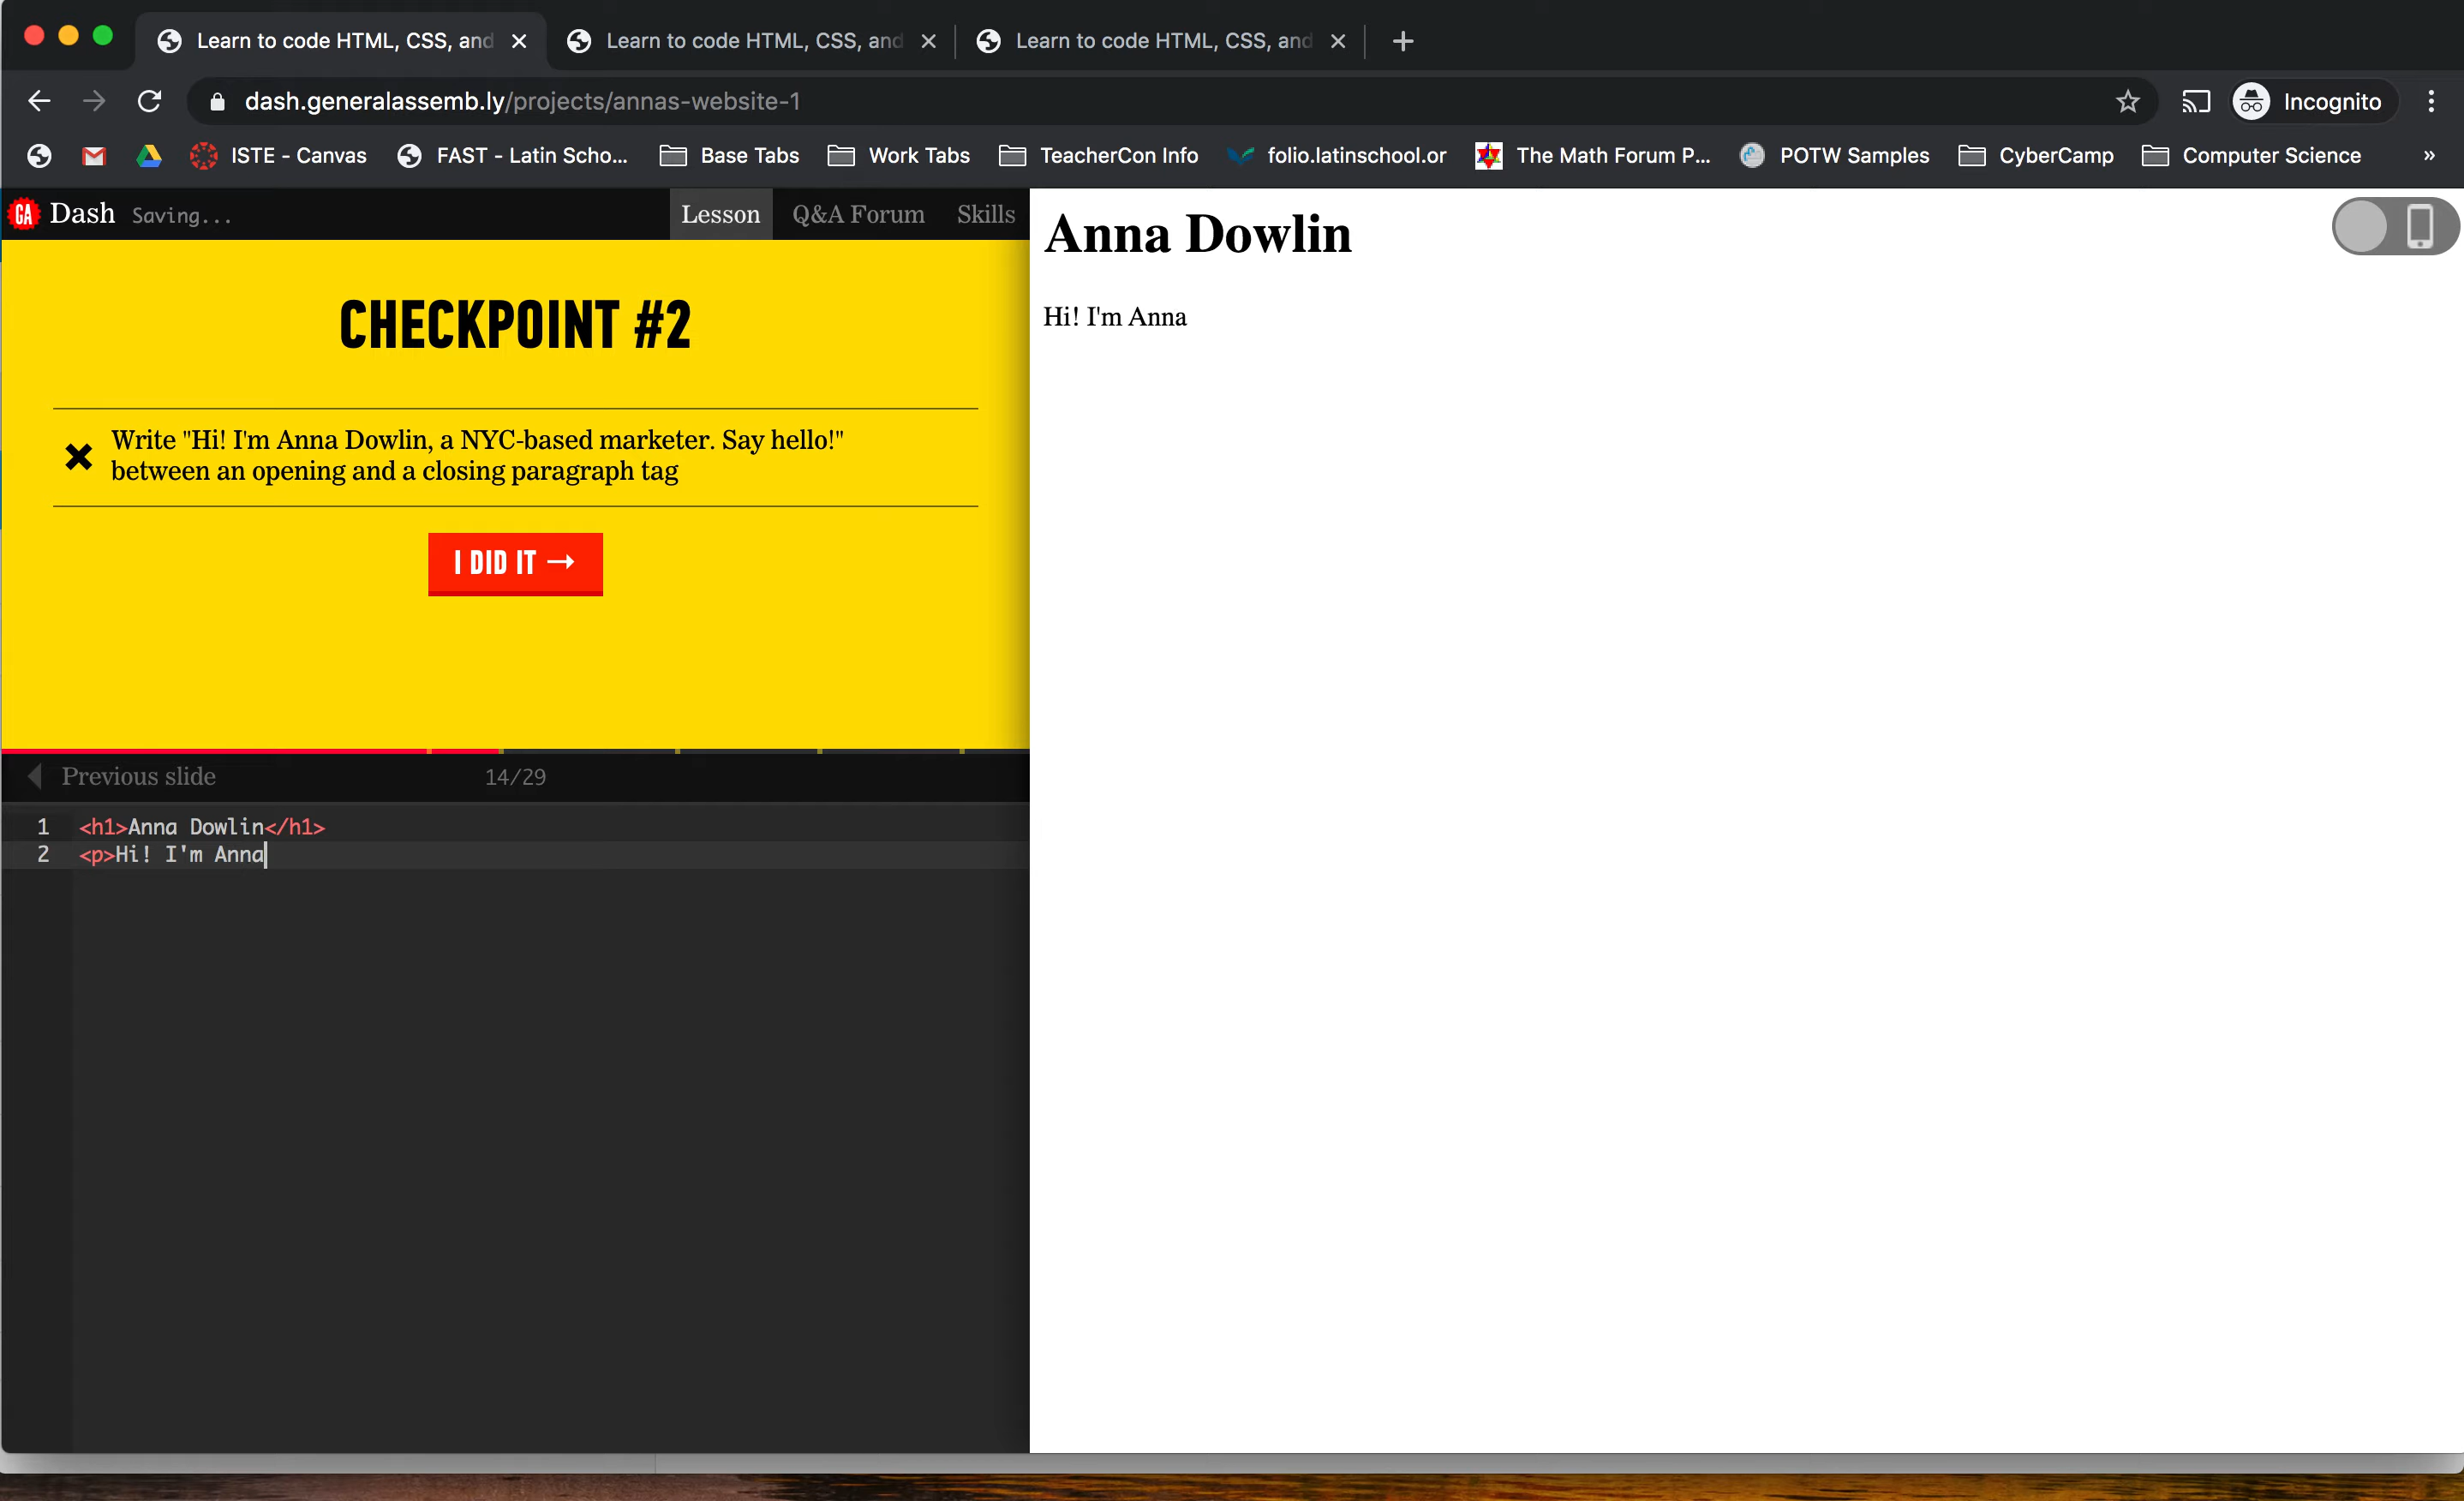 Learn to code HTML, CSS, and
Learn to code HTML, CSS, and
Learn to code HTML, CSS, and
dash.generalassemb.ly/projects/annas-website-1
Incognito
ISTE - Canvas
FAST - Latin Scho...
Base Tabs
Work Tabs
TeacherCon Info
folio.latinschool.or
The Math Forum P...
POTW Samples
CyberCamp
Computer Science
»
GA
Dash
Saving...
Lesson
Q&A Forum
Skills
CHECKPOINT #2
Write "Hi! I'm Anna Dowlin, a NYC-based marketer. Say hello!"
between an opening and a closing paragraph tag
I DID IT →
Previous slide
14/29
1 <h1>Anna Dowlin</h1>
2 <p>Hi! I'm Anna
Anna Dowlin
Hi! I'm Anna